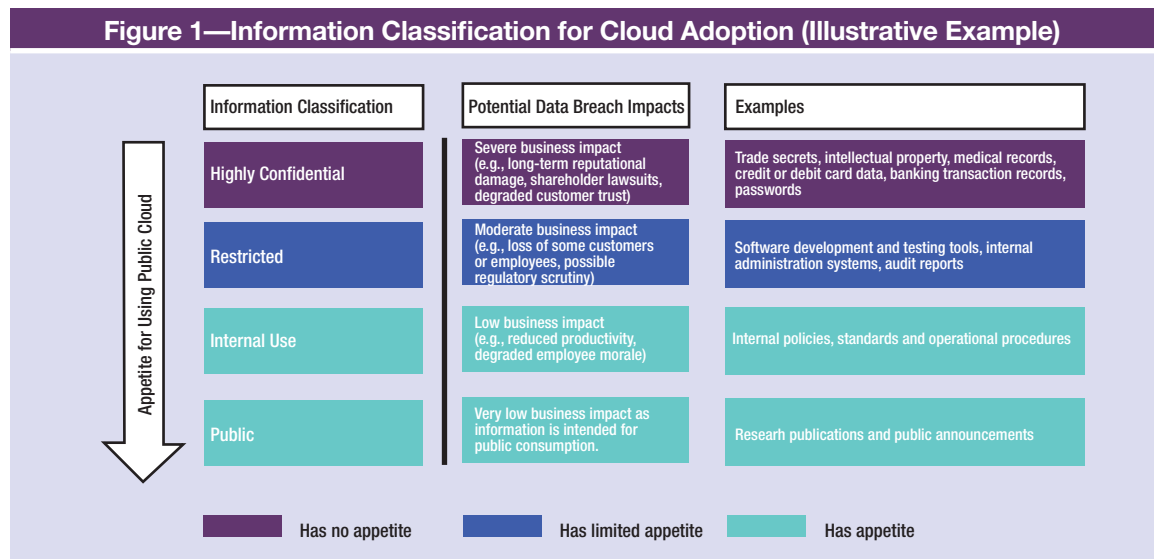 Figure 1—Information Classification for Cloud Adoption (Illustrative Example)
Information Classification
Potential Data Breach Impacts
Examples
Appetite for Using Public Cloud
Highly Confidential
Severe business impact
(e.g., long-term reputational
damage, shareholder lawsuits,
degraded customer trust)
Trade secrets, intellectual property, medical records,
credit or debit card data, banking transaction records,
passwords
Restricted
Moderate business impact
(e.g., loss of some customers
or employees, possible
regulatory scrutiny)
Software development and testing tools, internal
administration systems, audit reports
Internal Use
Low business impact
(e.g., reduced productivity,
degraded employee morale)
Internal policies, standards and operational procedures
Public
Very low business impact as
information is intended for
public consumption.
Researh publications and public announcements
Has no appetite
Has limited appetite
Has appetite